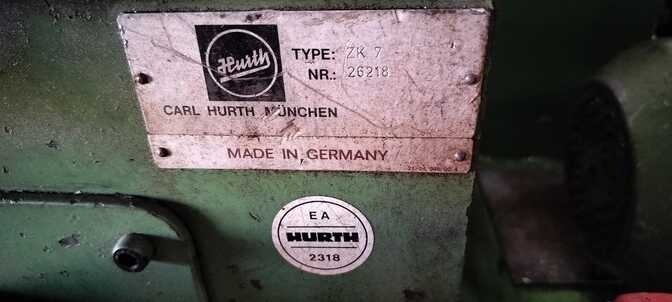 Hurth
TYPE: ZK 7
NR.: 26218
CARL HURTH MÜNCHEN
MADE IN GERMANY
EA
HURTH
2318